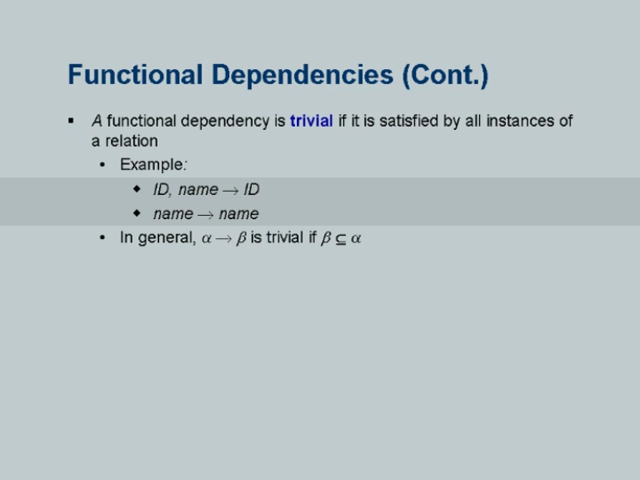 Functional Dependencies (Cont.)
▪ A functional dependency is trivial if it is satisfied by all instances of
a relation
• Example:
◆ ID, name → ID
◆ name → name
• In general, α → β is trivial if β ⊆ α